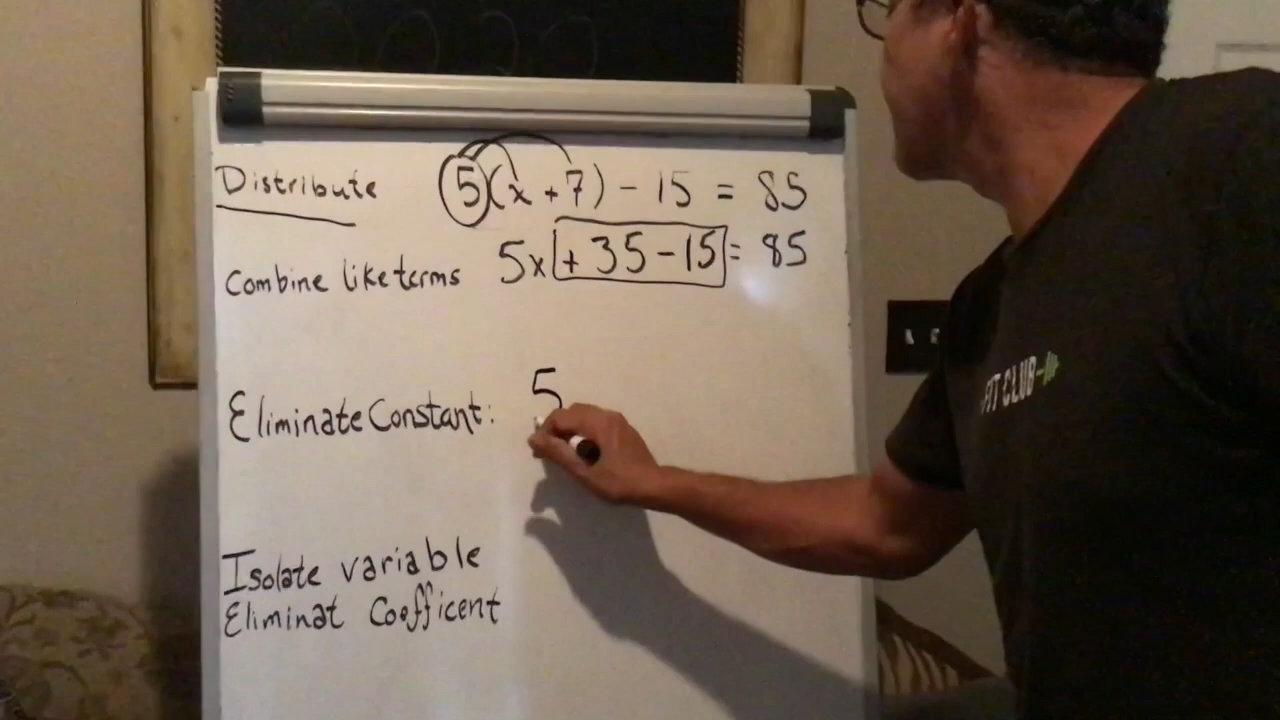 Distribute 5(x + 7) - 15 = 85
Combine like terms 5x + 35 - 15 = 85
Eliminate Constant: 5
Isolate variable
Eliminat Coefficent
FIT CLUB